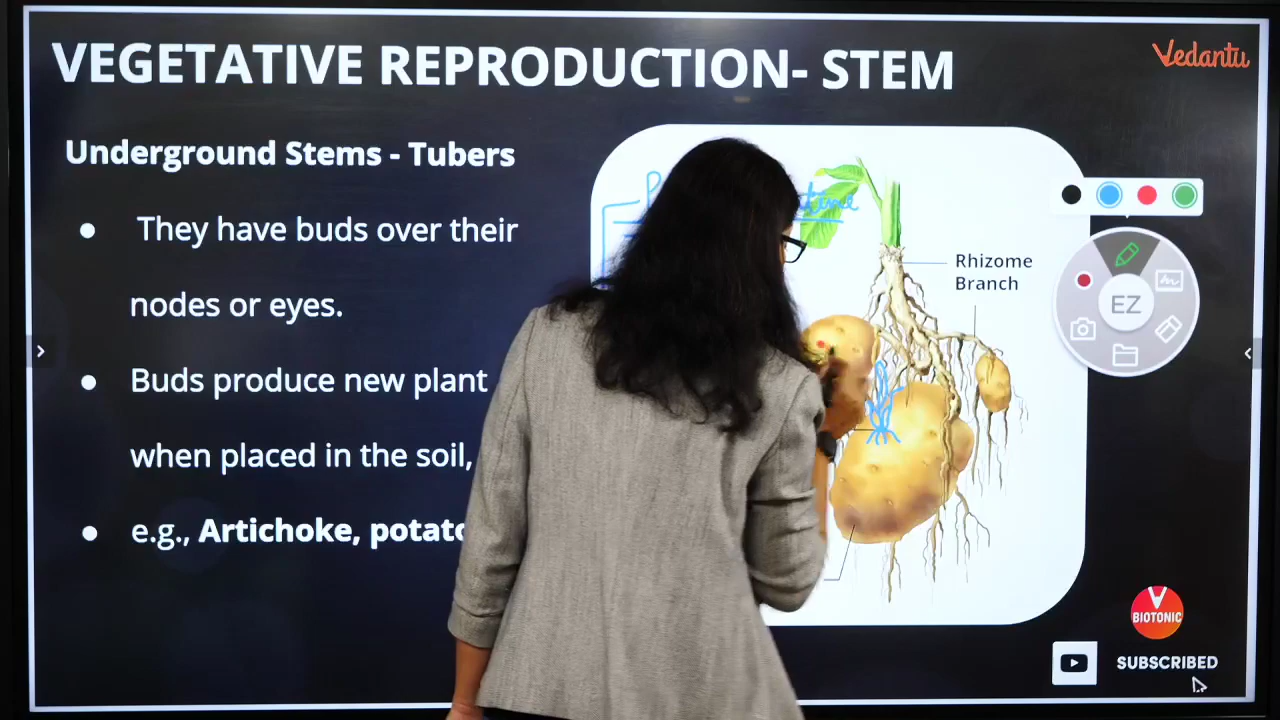 VEGETATIVE REPRODUCTION- STEM
Vedantu
Underground Stems - Tubers
They have buds over their
nodes or eyes.
Buds produce new plant
when placed in the soil,
e.g., Artichoke, potato
Rhizome
Branch
EZ
BIOTONIC
SUBSCRIBED